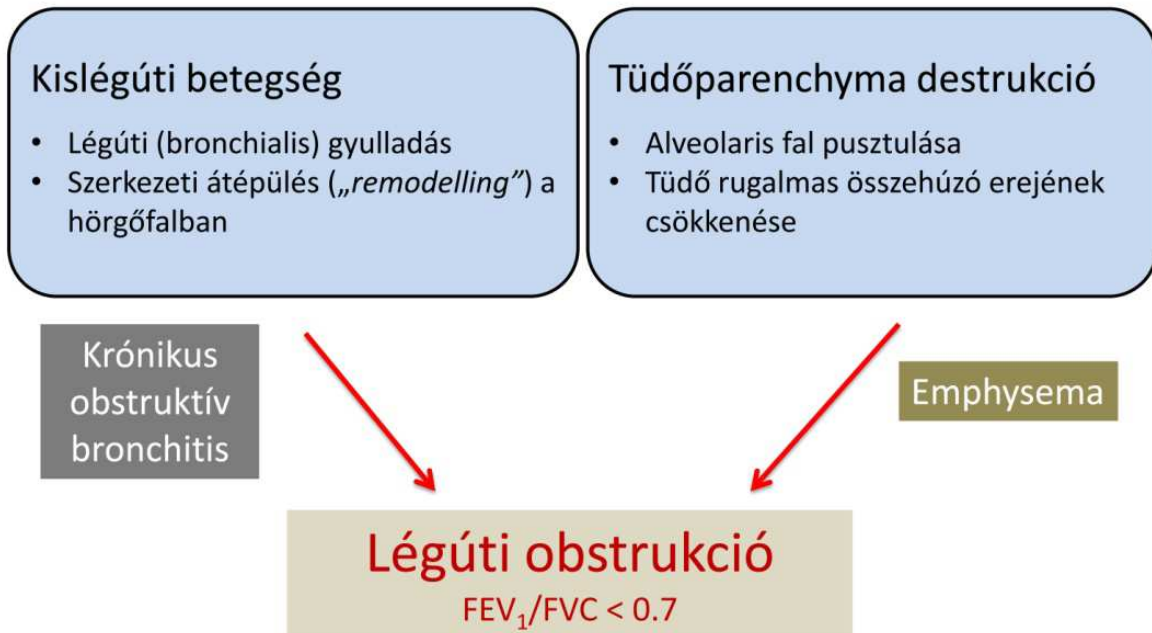 Kislégúti betegség
• Légúti (bronchialis) gyulladás
• Szerkezeti átépülés („remodelling”) a
hörgőfalban
Tüdőparenchyma destrukció
• Alveolaris fal pusztulása
• Tüdő rugalmas összehúzó erejének
csökkenése
Krónikus
obstruktív
bronchitis
Emphysema
Légúti obstrukció
FEV₁/FVC < 0.7